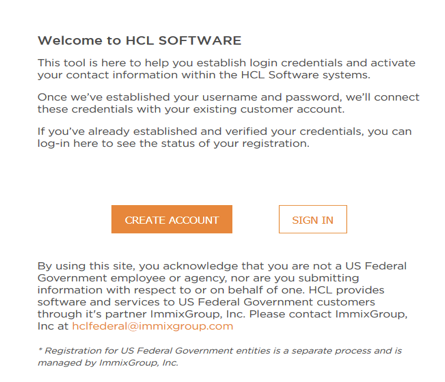 Welcome to HCL SOFTWARE
This tool is here to help you establish login credentials and activate
your contact information within the HCL Software systems.
Once we've established your username and password, we'll connect
these credentials with your existing customer account.
If you've already established and verified your credentials, you can
log-in here to see the status of your registration.
CREATE ACCOUNT
SIGN IN
By using this site, you acknowledge that you are not a US Federal
Government employee or agency, nor are you submitting
information with respect to or on behalf of one. HCL provides
software and services to US Federal Government customers
through it's partner ImmixGroup, Inc. Please contact ImmixGroup,
Inc at hclfederal@immixgroup.com
* Registration for US Federal Government entities is a separate process and is
managed by ImmixGroup, Inc.